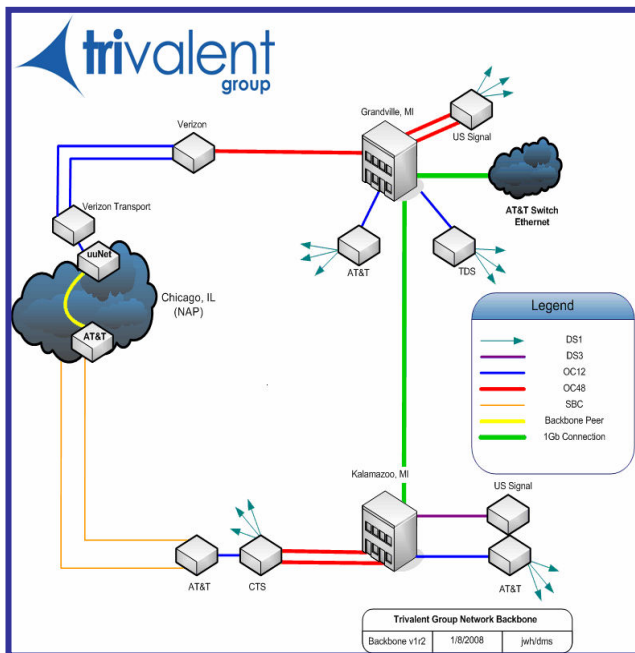 trivalent
group
Grandville, MI
US Signal
Verizon
AT&T Switch
Ethernet
Verizon Transport
uuNet
AT&T
TDS
Chicago, IL
(NAP)
AT&T
Legend
DS1
DS3
OC12
OC48
SBC
Backbone Peer
1Gb Connection
Kalamazoo, MI
US Signal
AT&T
CTS
AT&T
Trivalent Group Network Backbone
Backbone v1r2 1/8/2008 jwh/dms